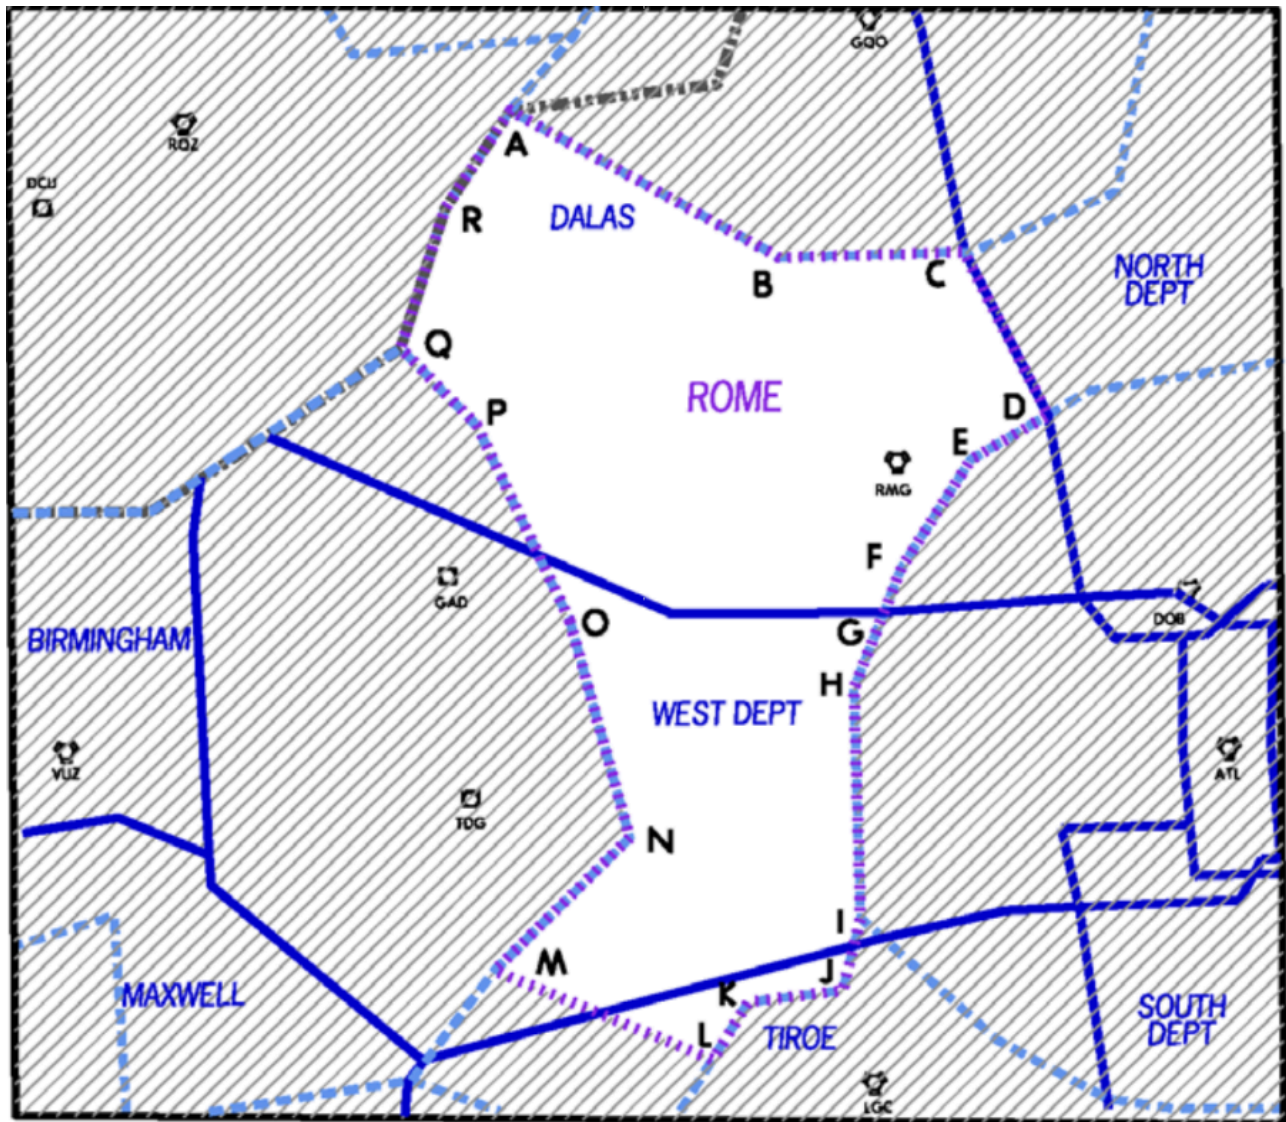 GQO
ROZ
A
DCU
R
DALAS
NORTH
DEPT
B
C
Q
ROME
P
D
E
RMG
F
GAD
O
G
DOB
BIRMINGHAM
H
WEST DEPT
VUZ
ATL
TDG
N
I
M
J
K
MAXWELL
SOUTH
DEPT
L
TIROE
LGC